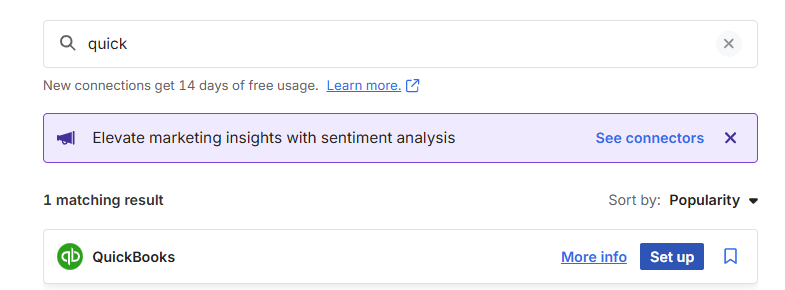 quick
New connections get 14 days of free usage. Learn more.
Elevate marketing insights with sentiment analysis See connectors
1 matching result Sort by: Popularity
qb QuickBooks More info Set up